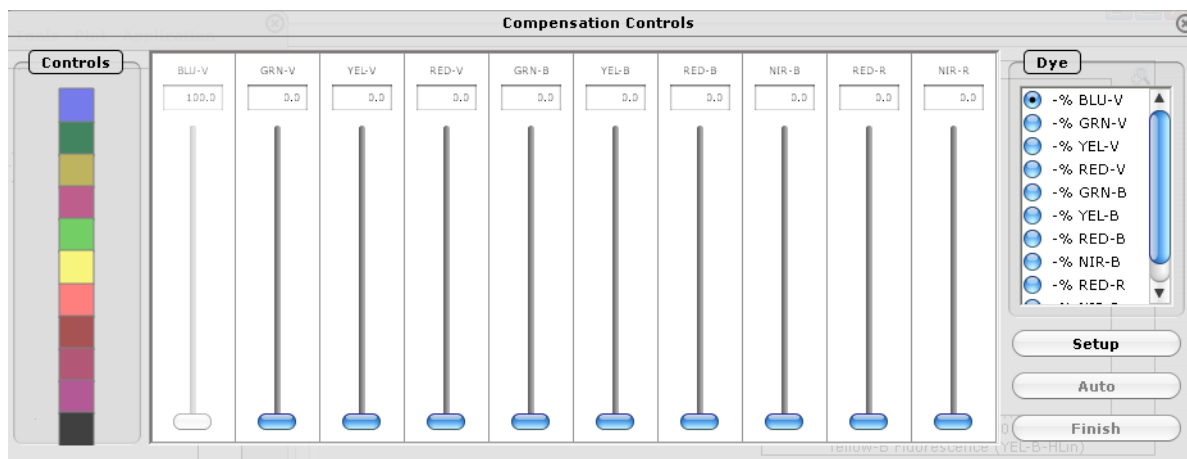 Compensation Controls
Controls
BLU-V GRN-V YEL-V RED-V GRN-B YEL-B RED-B NIR-B RED-R NIR-R
100.0 0.0 0.0 0.0 0.0 0.0 0.0 0.0 0.0 0.0
Dye
-% BLU-V
-% GRN-V
-% YEL-V
-% RED-V
-% GRN-B
-% YEL-B
-% RED-B
-% NIR-B
-% RED-R
Setup
Auto
Finish
Yellow-B Fluorescence (YEL-B-HLin)